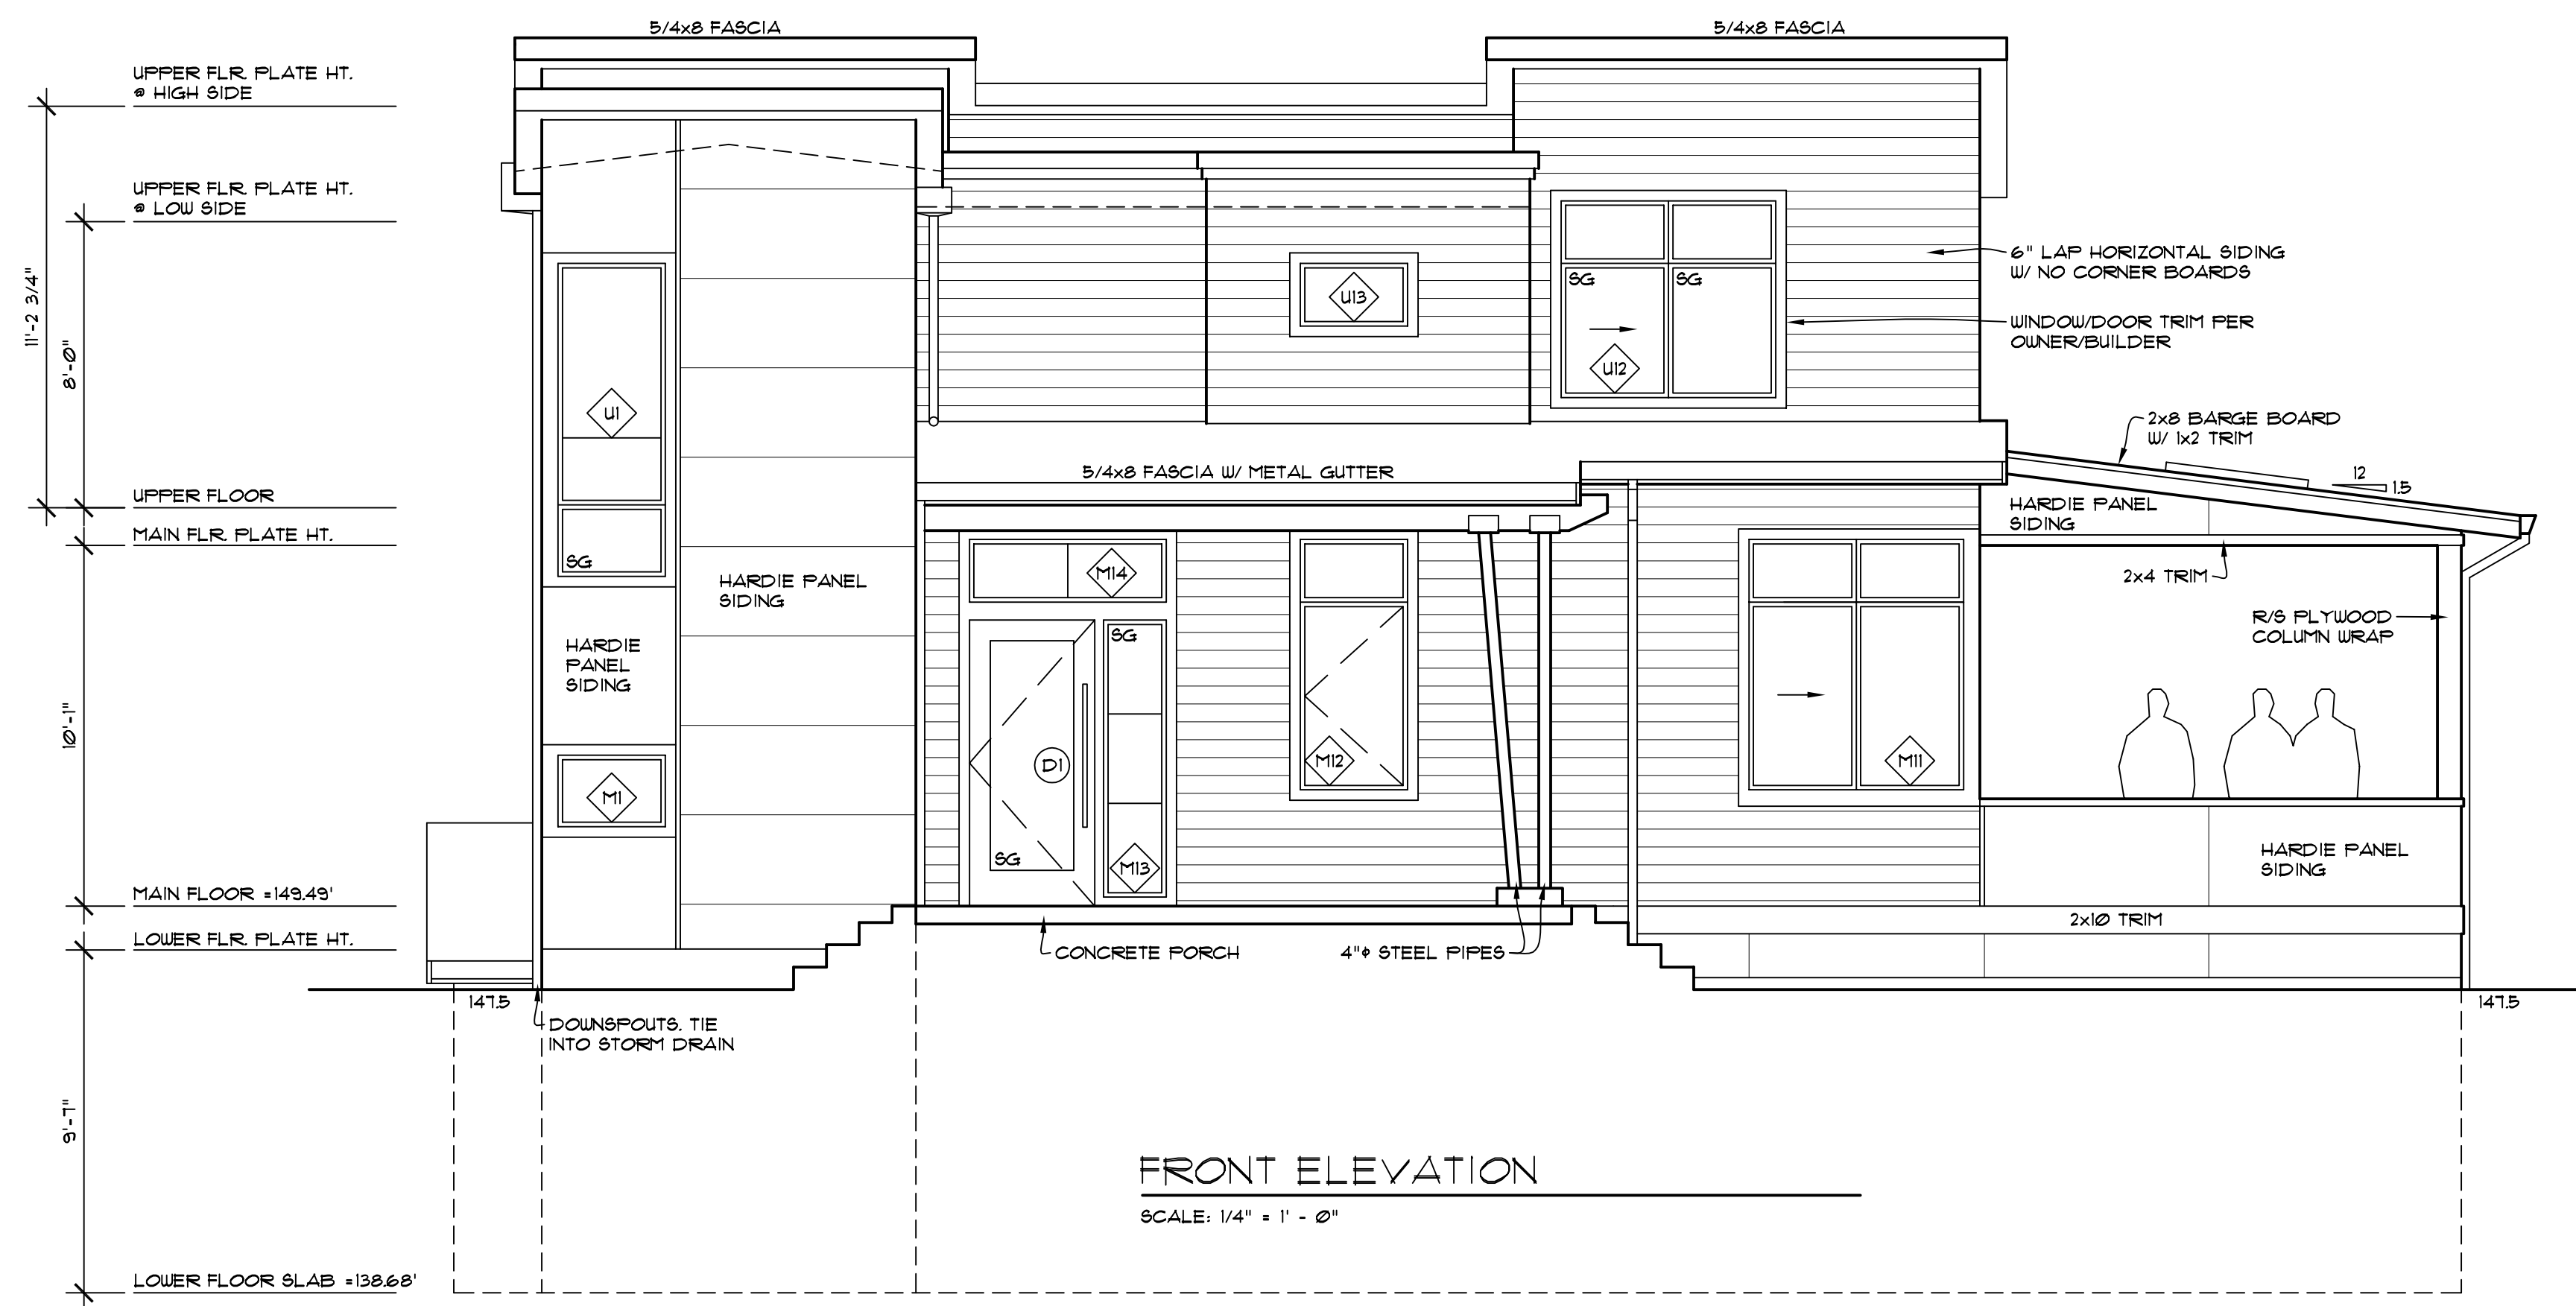 5/4x8 FASCIA
5/4x8 FASCIA
UPPER FLR. PLATE HT.
@ HIGH SIDE
UPPER FLR. PLATE HT.
@ LOW SIDE
11'-2 3/4"
8'-0"
6" LAP HORIZONTAL SIDING
W/ NO CORNER BOARDS
SG
SG
U13
WINDOW/DOOR TRIM PER
OWNER/BUILDER
U12
U1
2x8 BARGE BOARD
W/ 1x2 TRIM
5/4x8 FASCIA W/ METAL GUTTER
12
1.5
UPPER FLOOR
HARDIE PANEL
SIDING
MAIN FLR. PLATE HT.
SG
M14
2x4 TRIM
HARDIE PANEL
SIDING
R/S PLYWOOD
COLUMN WRAP
SG
HARDIE
PANEL
SIDING
10'-1"
D1
M12
M11
M1
SG
M13
HARDIE PANEL
SIDING
MAIN FLOOR =149.49'
2x10 TRIM
LOWER FLR. PLATE HT.
CONCRETE PORCH
4"φ STEEL PIPES
147.5
147.5
DOWNSPOUTS. TIE
INTO STORM DRAIN
9'-7"
FRONT ELEVATION
SCALE: 1/4" = 1' - 0"
LOWER FLOOR SLAB =138.68'